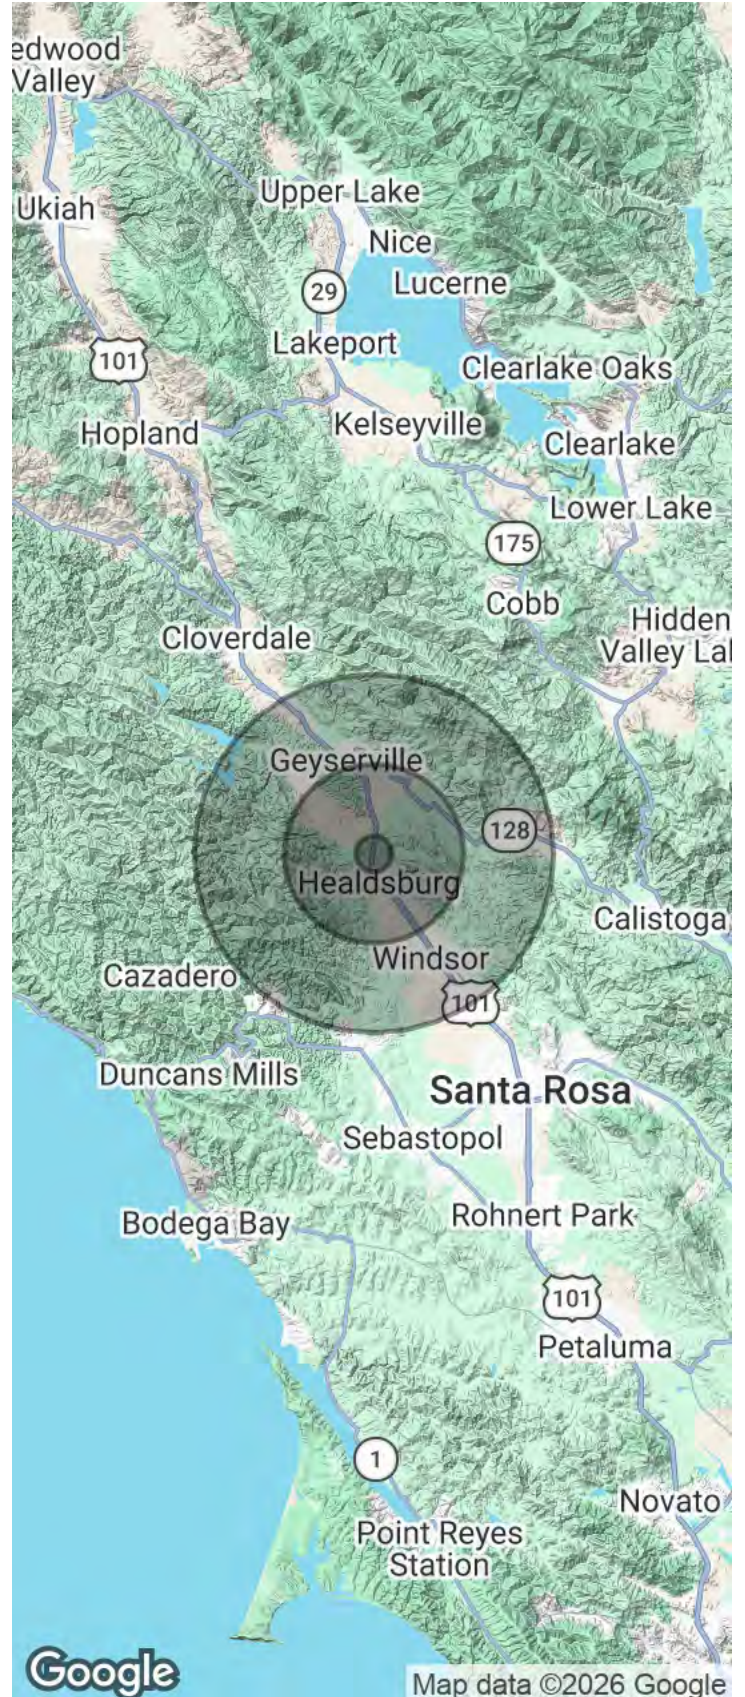 edwood
Valley
Ukiah
Upper Lake
Nice
Lucerne
29
Lakeport
101
Clearlake Oaks
Kelseyville
Hopland
Clearlake
Lower Lake
175
Cobb
Hidden
Valley Lal
Cloverdale
Geyserville
128
Healdsburg
Calistoga
Windsor
Cazadero
101
Duncans Mills
Santa Rosa
Sebastopol
Bodega Bay
Rohnert Park
101
Petaluma
1
Novato
Point Reyes
Station
Google
Map data ©2026 Google